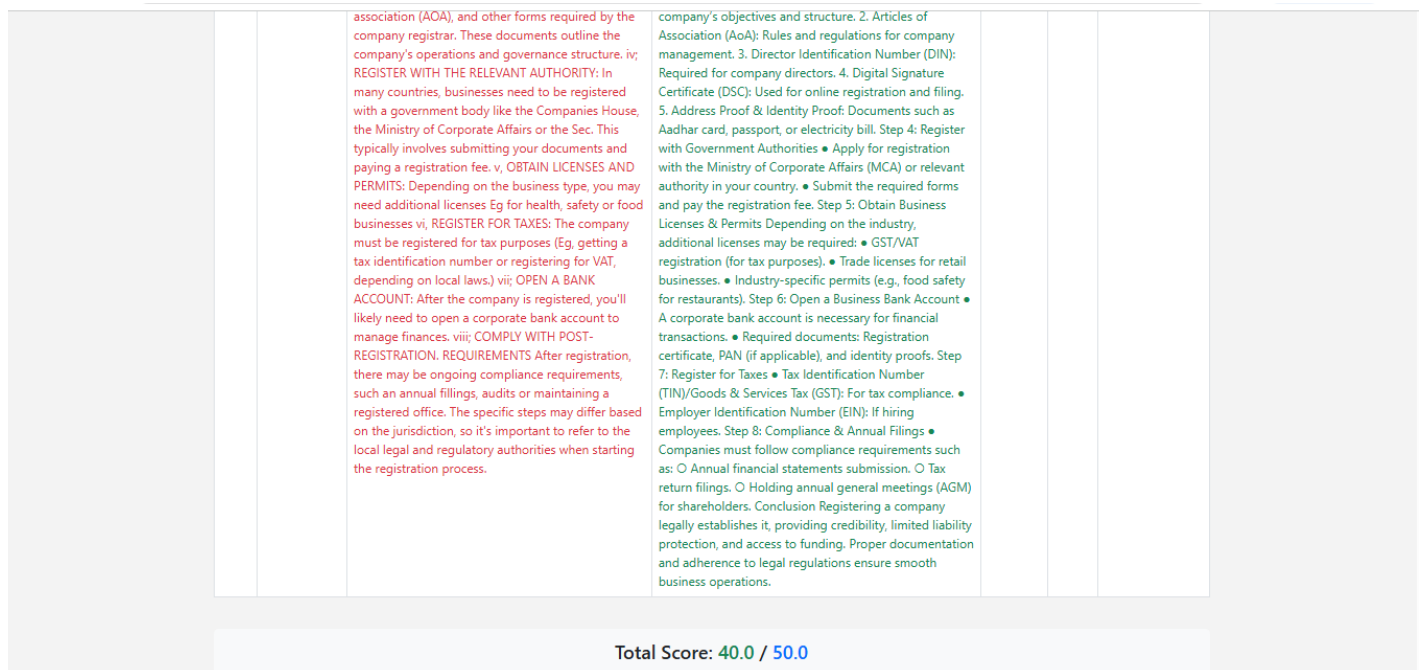 association (AOA), and other forms required by the
company registrar. These documents outline the
company's operations and governance structure. iv;
REGISTER WITH THE RELEVANT AUTHORITY: In
many countries, businesses need to be registered
with a government body like the Companies House,
the Ministry of Corporate Affairs or the Sec. This
typically involves submitting your documents and
paying a registration fee. v, OBTAIN LICENSES AND
PERMITS: Depending on the business type, you may
need additional licenses Eg for health, safety or food
businesses vi, REGISTER FOR TAXES: The company
must be registered for tax purposes (Eg, getting a
tax identification number or registering for VAT,
depending on local laws.) vii; OPEN A BANK
ACCOUNT: After the company is registered, you'll
likely need to open a corporate bank account to
manage finances. viii; COMPLY WITH POST-
REGISTRATION. REQUIREMENTS After registration,
there may be ongoing compliance requirements,
such an annual fillings, audits or maintaining a
registered office. The specific steps may differ based
on the jurisdiction, so it's important to refer to the
local legal and regulatory authorities when starting
the registration process.
company's objectives and structure. 2. Articles of
Association (AoA): Rules and regulations for company
management. 3. Director Identification Number (DIN):
Required for company directors. 4. Digital Signature
Certificate (DSC): Used for online registration and filing.
5. Address Proof & Identity Proof: Documents such as
Aadhar card, passport, or electricity bill. Step 4: Register
with Government Authorities ● Apply for registration
with the Ministry of Corporate Affairs (MCA) or relevant
authority in your country. ● Submit the required forms
and pay the registration fee. Step 5: Obtain Business
Licenses & Permits Depending on the industry,
additional licenses may be required: ● GST/VAT
registration (for tax purposes). ● Trade licenses for retail
businesses. ● Industry-specific permits (e.g., food safety
for restaurants). Step 6: Open a Business Bank Account ●
A corporate bank account is necessary for financial
transactions. ● Required documents: Registration
certificate, PAN (if applicable), and identity proofs. Step
7: Register for Taxes ● Tax Identification Number
(TIN)/Goods & Services Tax (GST): For tax compliance. ●
Employer Identification Number (EIN): If hiring
employees. Step 8: Compliance & Annual Filings ●
Companies must follow compliance requirements such
as: ○ Annual financial statements submission. ○ Tax
return filings. ○ Holding annual general meetings (AGM)
for shareholders. Conclusion Registering a company
legally establishes it, providing credibility, limited liability
protection, and access to funding. Proper documentation
and adherence to legal regulations ensure smooth
business operations.
Total Score: 40.0 / 50.0